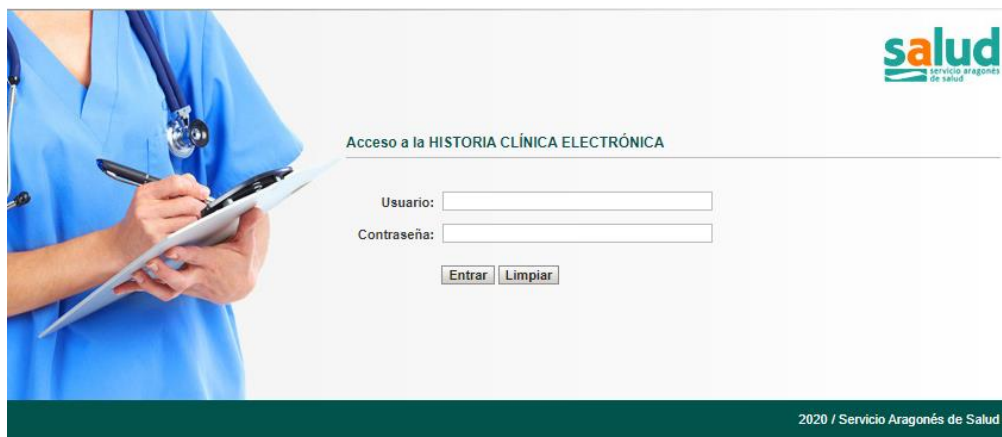 salud
servicio aragonés
de salud
Acceso a la HISTORIA CLÍNICA ELECTRÓNICA
Usuario:
Contraseña:
Entrar Limpiar
2020 / Servicio Aragonés de Salud